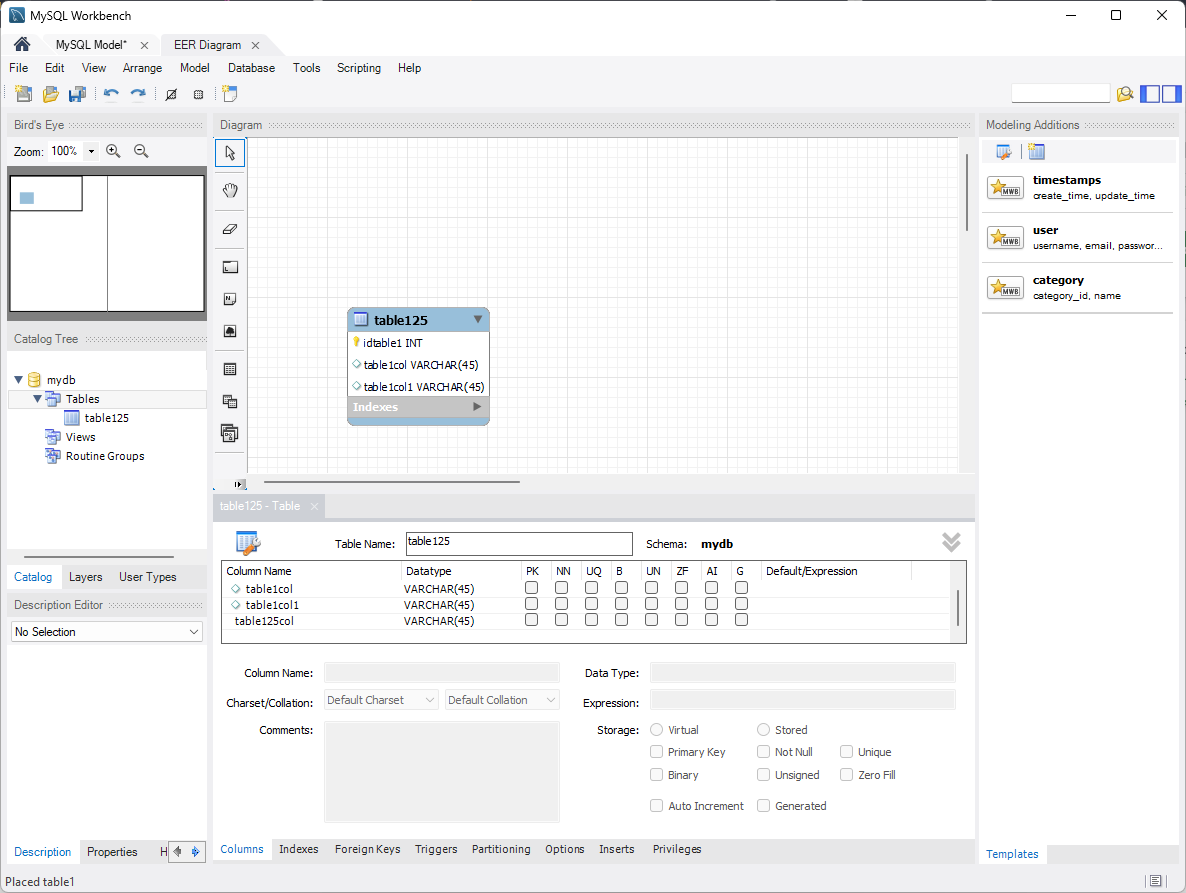 MySQL Workbench
MySQL Model*
EER Diagram
File Edit View Arrange Model Database Tools Scripting Help
Bird's Eye
Zoom: 100%
Catalog Tree
mydb
Tables
table125
Views
Routine Groups
Catalog Layers User Types
Description Editor
No Selection
Description Properties H
Diagram
table125
idtable1 INT
table1col VARCHAR(45)
table1col1 VARCHAR(45)
Indexes
table125 - Table
Table Name: table125 Schema: mydb
Column Name Datatype PK NN UQ B UN ZF AI G Default/Expression
table1col VARCHAR(45)
table1col1 VARCHAR(45)
table125col VARCHAR(45)
Column Name: Data Type:
Charset/Collation: Default Charset Default Collation Expression:
Comments: Storage: Virtual Stored
Primary Key Not Null Unique
Binary Unsigned Zero Fill
Auto Increment Generated
Columns Indexes Foreign Keys Triggers Partitioning Options Inserts Privileges
Modeling Additions
MWB
timestamps
create_time, update_time
MWB
user
username, email, passwor...
MWB
category
category_id, name
Templates
Placed table1